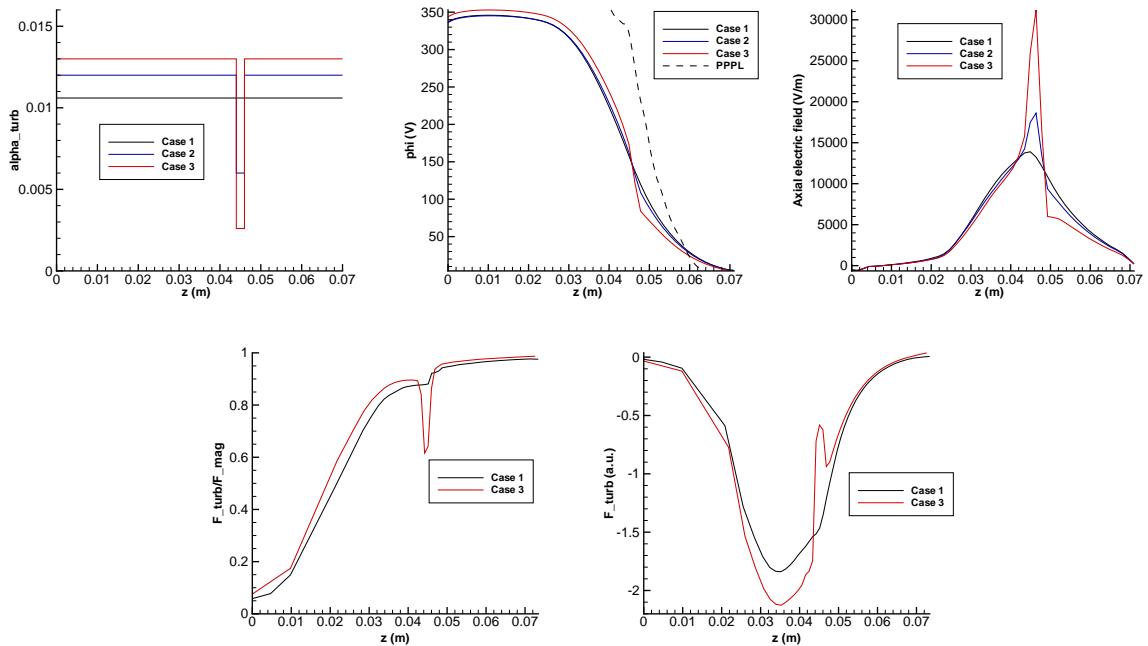 0.015
0.01
0.005
0
alpha_turb
Case 1
Case 2
Case 3
0
0.01
0.02
0.03
0.04
0.05
0.06
0.07
z (m)
350
300
250
200
150
100
50
phi (V)
Case 1
Case 2
Case 3
PPPL
0
0.01
0.02
0.03
0.04
0.05
0.06
0.07
z (m)
30000
25000
20000
15000
10000
5000
0
Axial electric field (V/m)
Case 1
Case 2
Case 3
0
0.01
0.02
0.03
0.04
0.05
0.06
0.07
z (m)
1
0.8
0.6
0.4
0.2
0
F_turb/F_mag
Case 1
Case 3
0
0.01
0.02
0.03
0.04
0.05
0.06
0.07
z (m)
0
-0.5
-1
-1.5
-2
F_turb (a.u.)
Case 1
Case 3
0
0.01
0.02
0.03
0.04
0.05
0.06
0.07
z (m)